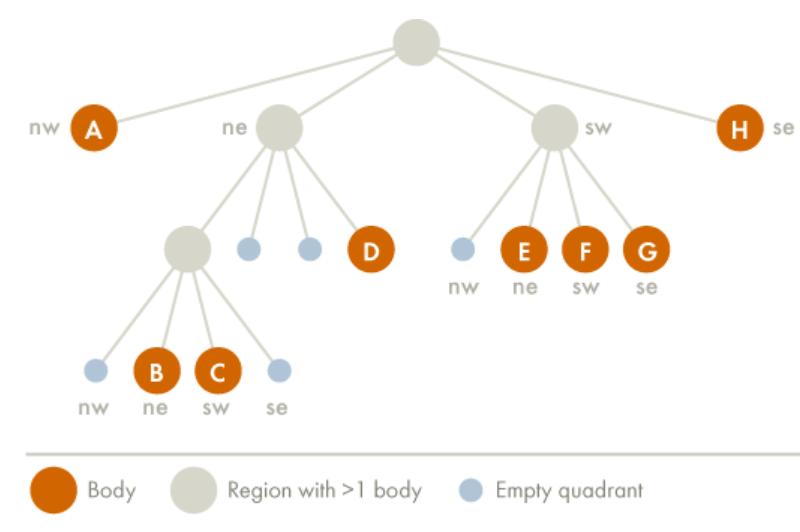 nw A ne sw H se
D E F G
nw ne sw se
B C
nw ne sw se
Body Region with >1 body Empty quadrant